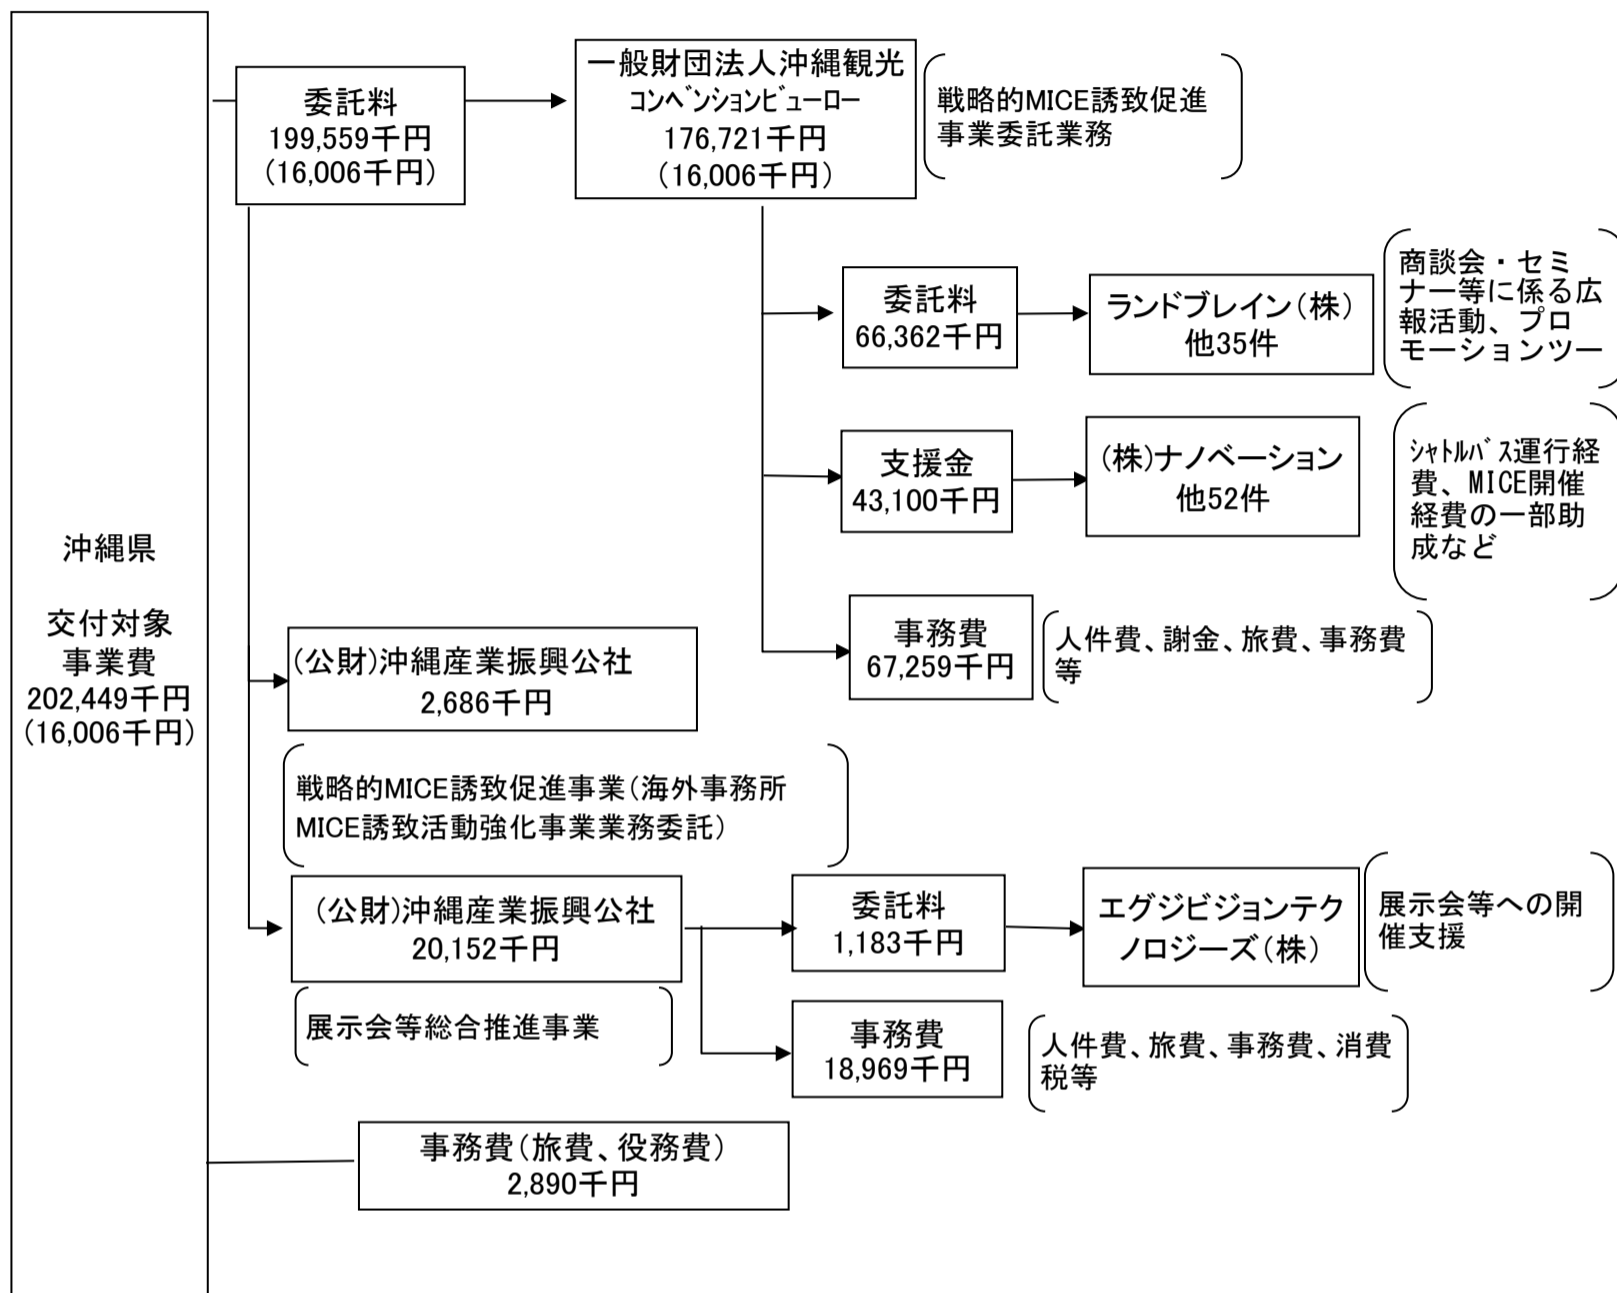 沖縄県
交付対象
事業費
202,449千円
(16,006千円)
委託料
199,559千円
(16,006千円)
一般財団法人沖縄観光
ｺﾝﾍﾞﾝｼｮﾝﾋﾞｭｰﾛｰ
176,721千円
(16,006千円)
戦略的MICE誘致促進
事業委託業務
委託料
66,362千円
ランドブレイン(株)
他35件
商談会・セミ
ナー等に係る広
報活動、プロ
モーションツー
支援金
43,100千円
(株)ナノベーション
他52件
ｼｬﾄﾙﾊﾞｽ運行経
費、MICE開催
経費の一部助
成など
事務費
67,259千円
人件費、謝金、旅費、事務費
等
(公財)沖縄産業振興公社
2,686千円
戦略的MICE誘致促進事業(海外事務所
MICE誘致活動強化事業業務委託)
(公財)沖縄産業振興公社
20,152千円
展示会等総合推進事業
委託料
1,183千円
エグジビジョンテク
ノロジーズ(株)
展示会等への開
催支援
事務費
18,969千円
人件費、旅費、事務費、消費
税等
事務費(旅費、役務費)
2,890千円